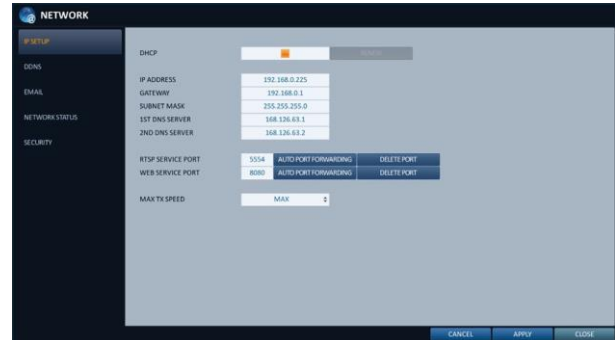 NETWORK
IP SETUP
DDNS
EMAIL
NETWORK STATUS
SECURITY
DHCP
RENEW
IP ADDRESS 192.168.0.225
GATEWAY 192.168.0.1
SUBNET MASK 255.255.255.0
1ST DNS SERVER 168.126.63.1
2ND DNS SERVER 168.126.63.2
RTSP SERVICE PORT 5554 AUTO PORT FORWARDING DELETE PORT
WEB SERVICE PORT 8080 AUTO PORT FORWARDING DELETE PORT
MAX TX SPEED MAX
CANCEL APPLY CLOSE